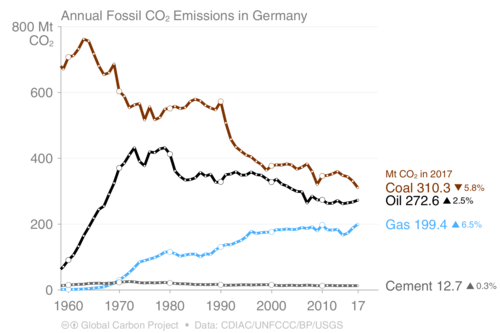 Annual Fossil CO₂ Emissions in Germany
800 Mt
CO₂
600
400
200
0
1960 1970 1980 1990 2000 2010 17
Mt CO₂ in 2017
Coal 310.3 ▼ 5.8%
Oil 272.6 ▲ 2.5%
Gas 199.4 ▲ 6.5%
Cement 12.7 ▲ 0.3%
Global Carbon Project • Data: CDIAC/UNFCCC/BP/USGS